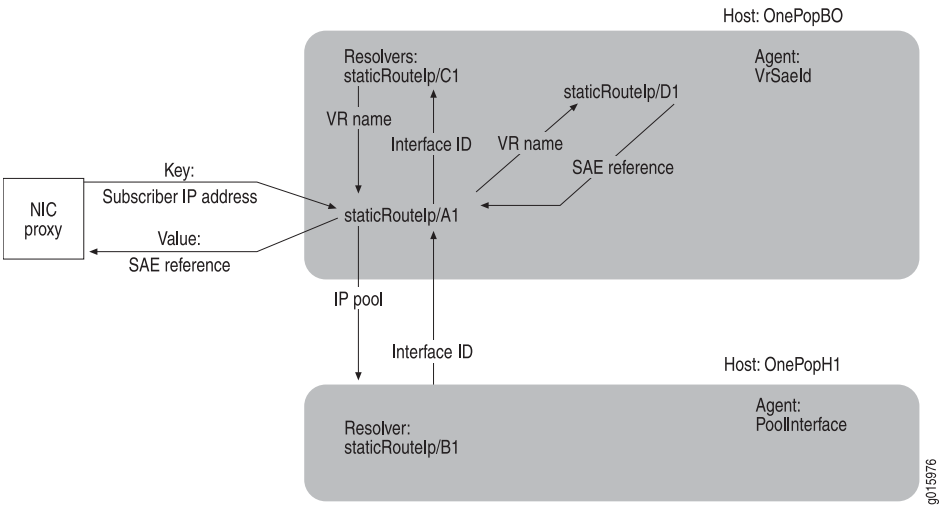 Host: OnePopBO
Resolvers:
staticRouteIp/C1
Agent:
VrSaeId
staticRouteIp/D1
VR name
Interface ID
VR name
SAE reference
Key:
Subscriber IP address
NIC
proxy
staticRouteIp/A1
Value:
SAE reference
IP pool
Interface ID
Host: OnePopH1
Agent:
PoolInterface
Resolver:
staticRouteIp/B1
g015976